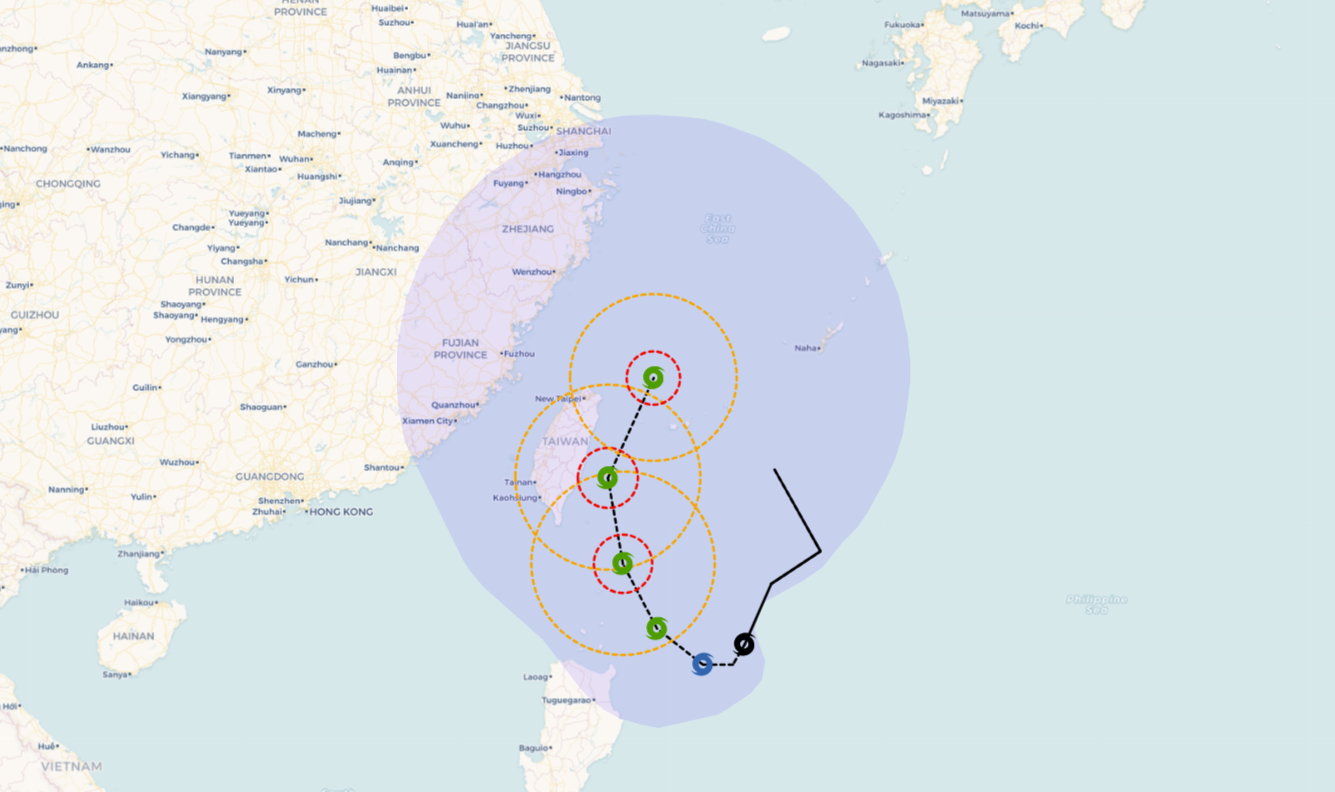 HENAN
PROVINCE
Huaibei
Suzhou
Huai'an
Yancheng
JIANGSU
PROVINCE
Matsuyama
Kochi
Fukuoka
Nagasaki
Miyazaki
Kagoshima
Nanyang
Ankang
Bengbu
Huainan
Xinyang
Xiangyang
ANHUI
PROVINCE
Nanjing
Zhenjiang
Changzhou
Nantong
Wuxi
Suzhou
SHANGHAI
Wuhu
Macheng
Xuancheng
Huzhou
Jiaxing
Nanchong
Wanzhou
Yichang
Tianmen
Wuhan
Xiantao
Huangshi
Anqing
Hangzhou
Fuyang
Ningbo
CHONGQING
Jiujiang
Yueyang
Yueyang
Changde
ZHEJIANG
East
China
Sea
Yiyang
Changsha
Nanchang
Nanchang
JIANGXI
Wenzhou
Yichun
HUNAN
PROVINCE
Zunyi
Shaoyang
Shaoyang
Hengyang
GUIZHOU
Yongzhou
FUJIAN
PROVINCE
Fuzhou
Naha
Ganzhou
Guilin
Shaoguan
Quanzhou
Xiamen City
New Taipei
Liuzhou
GUANGXI
TAIWAN
Wuzhou
Shantou
GUANGDONG
Nanning
Yulin
Shenzhen
Zhuhai
HONG KONG
Tainan
Kaohsiung
Zhanjiang
Hải Phòng
Haikou
HAINAN
Sanya
Philippine
Sea
Laoag
Tuguegarao
Baguio
Huế
VIETNAM